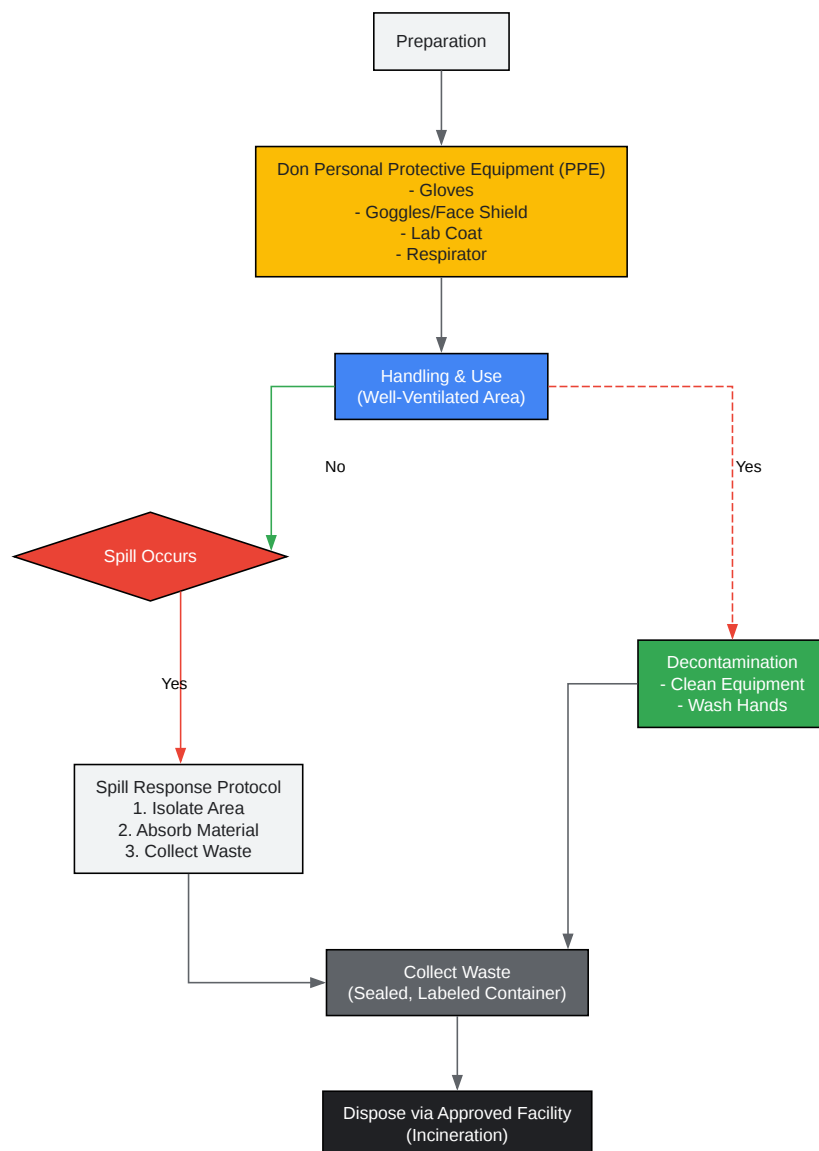 Preparation
Don Personal Protective Equipment (PPE)
- Gloves
- Goggles/Face Shield
- Lab Coat
- Respirator
Handling & Use
(Well-Ventilated Area)
No
Yes
Spill Occurs
Yes
Decontamination
- Clean Equipment
- Wash Hands
Spill Response Protocol
1. Isolate Area
2. Absorb Material
3. Collect Waste
Collect Waste
(Sealed, Labeled Container)
Dispose via Approved Facility
(Incineration)